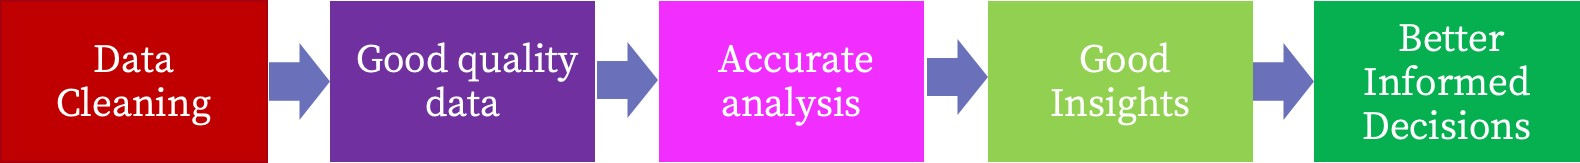 Data
Cleaning
Good quality
data
Accurate
analysis
Good
Insights
Better
Informed
Decisions